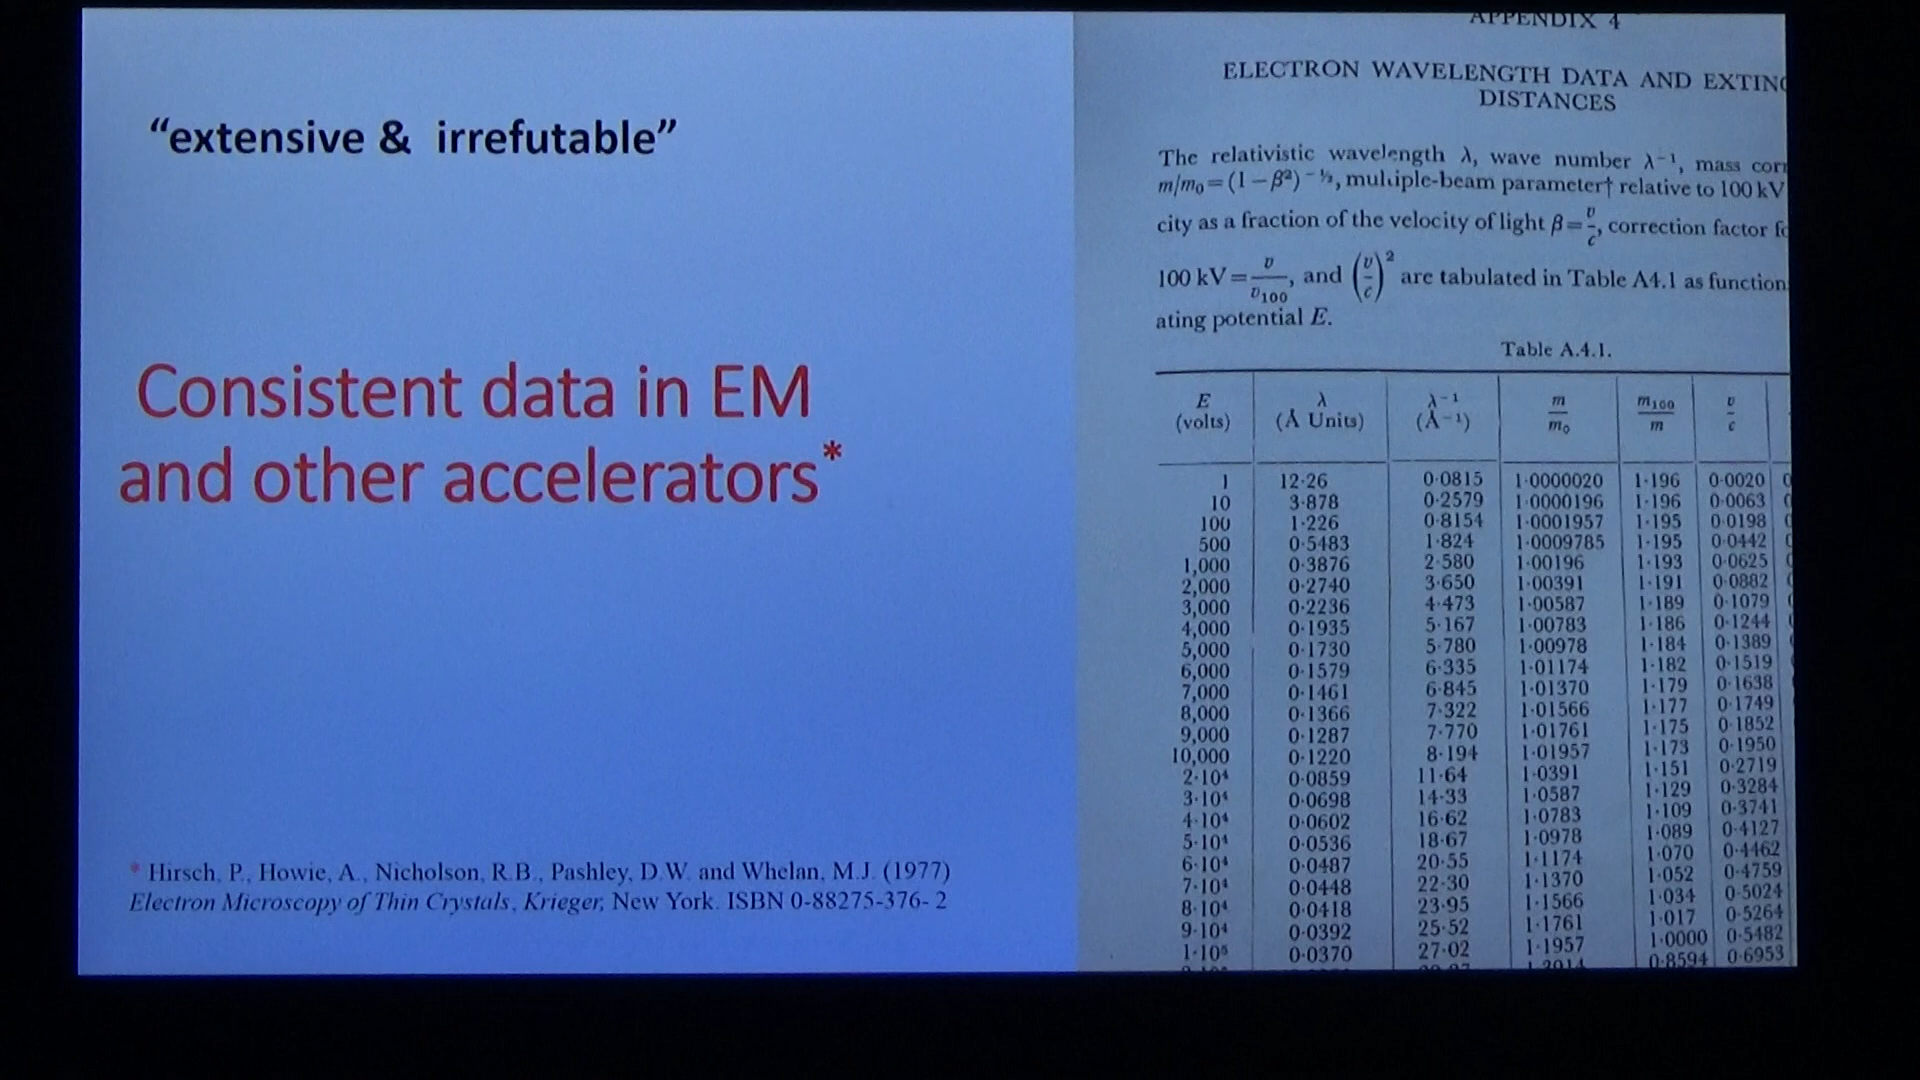 “extensive & irrefutable”
Consistent data in EM
and other accelerators*
* Hirsch, P., Howie, A., Nicholson, R.B., Pashley, D.W. and Whelan, M.J. (1977)
Electron Microscopy of Thin Crystals, Krieger, New York. ISBN 0-88275-376- 2
APPENDIX 4
ELECTRON WAVELENGTH DATA AND EXTINC
DISTANCES
The relativistic wavelength λ, wave number λ⁻¹, mass corr
m/m₀=(1−β²)⁻½, multiple-beam parameter† relative to 100 kV
city as a fraction of the velocity of light β=v/c, correction factor fo
100 kV=v/v₁₀₀, and (v/c)² are tabulated in Table A4.1 as function
ating potential E.
Table A.4.1.
E (volts) λ (Å Units) λ⁻¹ (Å⁻¹) m/m₀ m₁₀₀/m v/c
1 12·26 0·0815 1·0000020 1·196 0·0020
10 3·878 0·2579 1·0000196 1·196 0·0063
100 1·226 0·8154 1·0001957 1·195 0·0198
500 0·5483 1·824 1·0009785 1·195 0·0442
1,000 0·3876 2·580 1·00196 1·193 0·0625
2,000 0·2740 3·650 1·00391 1·191 0·0882
3,000 0·2236 4·473 1·00587 1·189 0·1079
4,000 0·1935 5·167 1·00783 1·186 0·1244
5,000 0·1730 5·780 1·00978 1·184 0·1389
6,000 0·1579 6·335 1·01174 1·182 0·1519
7,000 0·1461 6·845 1·01370 1·179 0·1638
8,000 0·1366 7·322 1·01566 1·177 0·1749
9,000 0·1287 7·770 1·01761 1·175 0·1852
10,000 0·1220 8·194 1·01957 1·173 0·1950
2·10⁴ 0·0859 11·64 1·0391 1·151 0·2719
3·10⁴ 0·0698 14·33 1·0587 1·129 0·3284
4·10⁴ 0·0602 16·62 1·0783 1·109 0·3741
5·10⁴ 0·0536 18·67 1·0978 1·089 0·4127
6·10⁴ 0·0487 20·55 1·1174 1·070 0·4462
7·10⁴ 0·0448 22·30 1·1370 1·052 0·4759
8·10⁴ 0·0418 23·95 1·1566 1·034 0·5024
9·10⁴ 0·0392 25·52 1·1761 1·017 0·5264
1·10⁵ 0·0370 27·02 1·1957 1·0000 0·5482
0·8594 0·6953